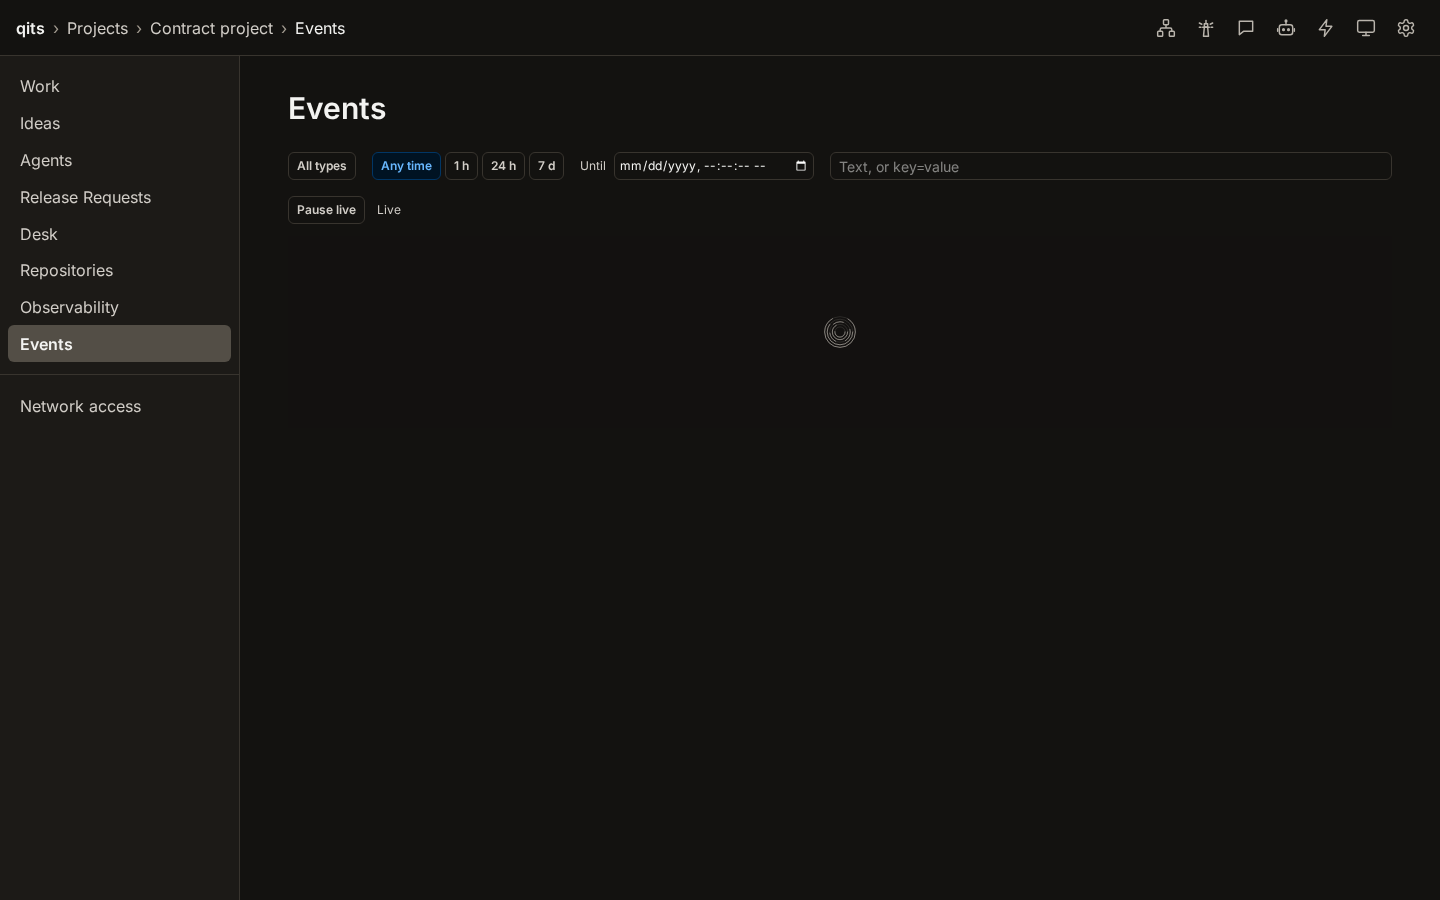 qits › Projects › Contract project › Events
Work
Ideas
Agents
Release Requests
Desk
Repositories
Observability
Events
Network access
Events
All types Any time 1 h 24 h 7 d Until mm/dd/yyyy, --:--:-- -- Text, or key=value
Pause live Live